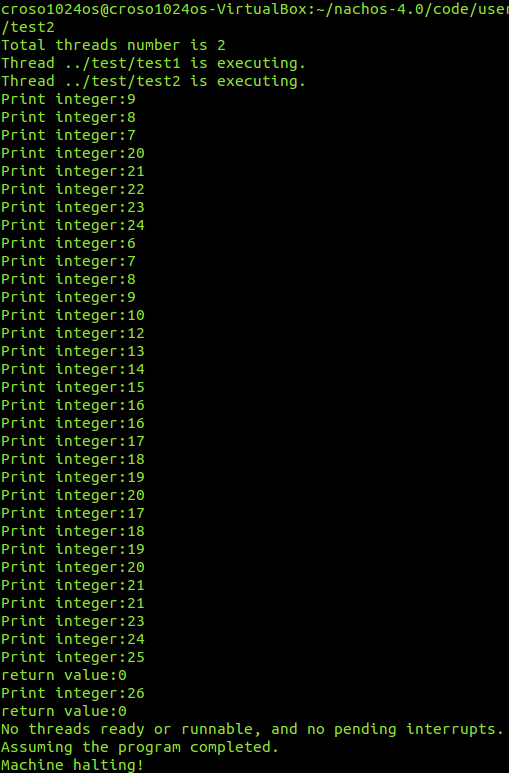 croso1024os@croso1024os-VirtualBox:~/nachos-4.0/code/user
/test2
Total threads number is 2
Thread ../test/test1 is executing.
Thread ../test/test2 is executing.
Print integer:9
Print integer:8
Print integer:7
Print integer:20
Print integer:21
Print integer:22
Print integer:23
Print integer:24
Print integer:6
Print integer:7
Print integer:8
Print integer:9
Print integer:10
Print integer:12
Print integer:13
Print integer:14
Print integer:15
Print integer:16
Print integer:16
Print integer:17
Print integer:18
Print integer:19
Print integer:20
Print integer:17
Print integer:18
Print integer:19
Print integer:20
Print integer:21
Print integer:21
Print integer:23
Print integer:24
Print integer:25
return value:0
Print integer:26
return value:0
No threads ready or runnable, and no pending interrupts.
Assuming the program completed.
Machine halting!